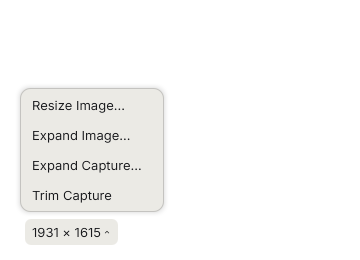 Resize Image...
Expand Image...
Expand Capture...
Trim Capture
1931 × 1615